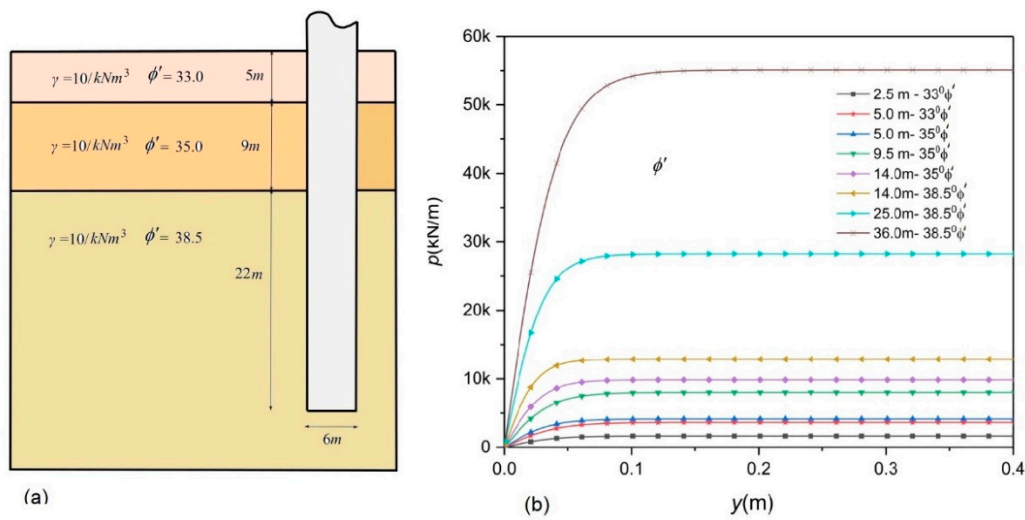 γ =10/kNm³ ϕ′ = 33.0 5m
γ =10/kNm³ ϕ′ = 35.0 9m
γ =10/kNm³ ϕ′ = 38.5
22m
6m
(a)
60k
50k
40k
30k
20k
10k
0
p(kN/m)
ϕ′
2.5 m - 33⁰ϕ′
5.0 m- 33⁰ϕ′
5.0 m- 35⁰ϕ′
9.5 m- 35⁰ϕ′
14.0m- 35⁰ϕ′
14.0m- 38.5⁰ϕ′
25.0m- 38.5⁰ϕ′
36.0m- 38.5⁰ϕ′
0.0 0.1 0.2 0.3 0.4
(b) y(m)